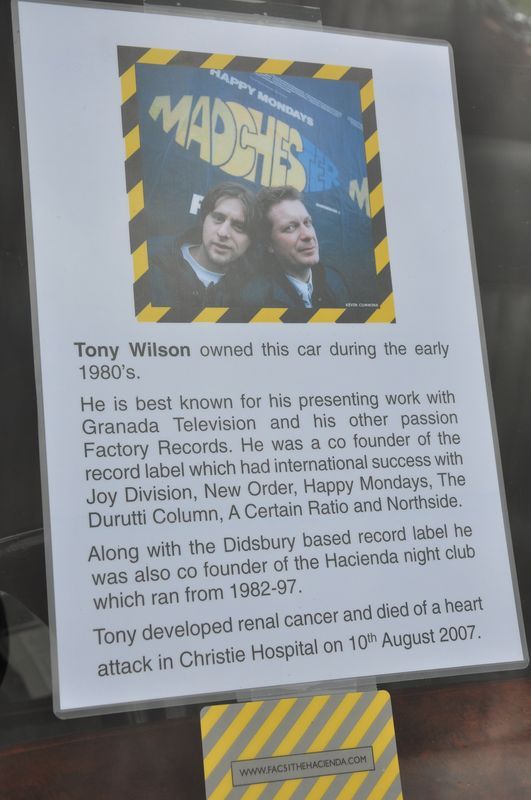 HAPPY MONDAYS
MADCHESTER
M
F
KEVIN CUMMINS
Tony Wilson owned this car during the early
1980's.
He is best known for his presenting work with
Granada Television and his other passion
Factory Records. He was a co founder of the
record label which had international success with
Joy Division, New Order, Happy Mondays, The
Durutti Column, A Certain Ratio and Northside.
Along with the Didsbury based record label he
was also co founder of the Hacienda night club
which ran from 1982-97.
Tony developed renal cancer and died of a heart
attack in Christie Hospital on 10th August 2007.
WWW.FAC51THEHACIENDA.COM